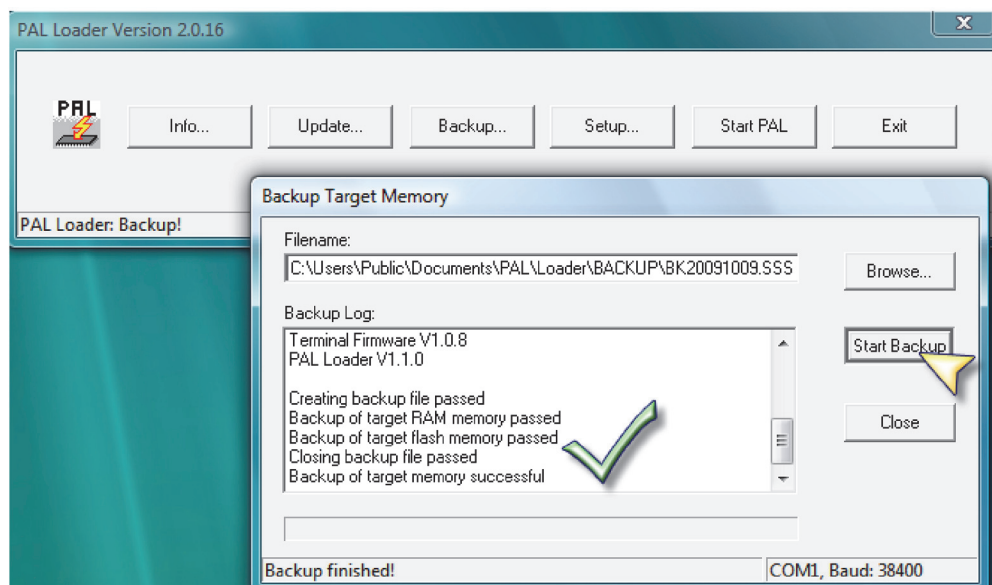 PAL Loader Version 2.0.16
PAL
Info...
Update...
Backup...
Setup...
Start PAL
Exit
PAL Loader: Backup!
Backup Target Memory
Filename:
C:\Users\Public\Documents\PAL\Loader\BACKUP\BK20091009.SSS
Browse...
Backup Log:
Terminal Firmware V1.0.8
PAL Loader V1.1.0
Creating backup file passed
Backup of target RAM memory passed
Backup of target flash memory passed
Closing backup file passed
Backup of target memory successful
Start Backup
Close
Backup finished!
COM1, Baud: 38400